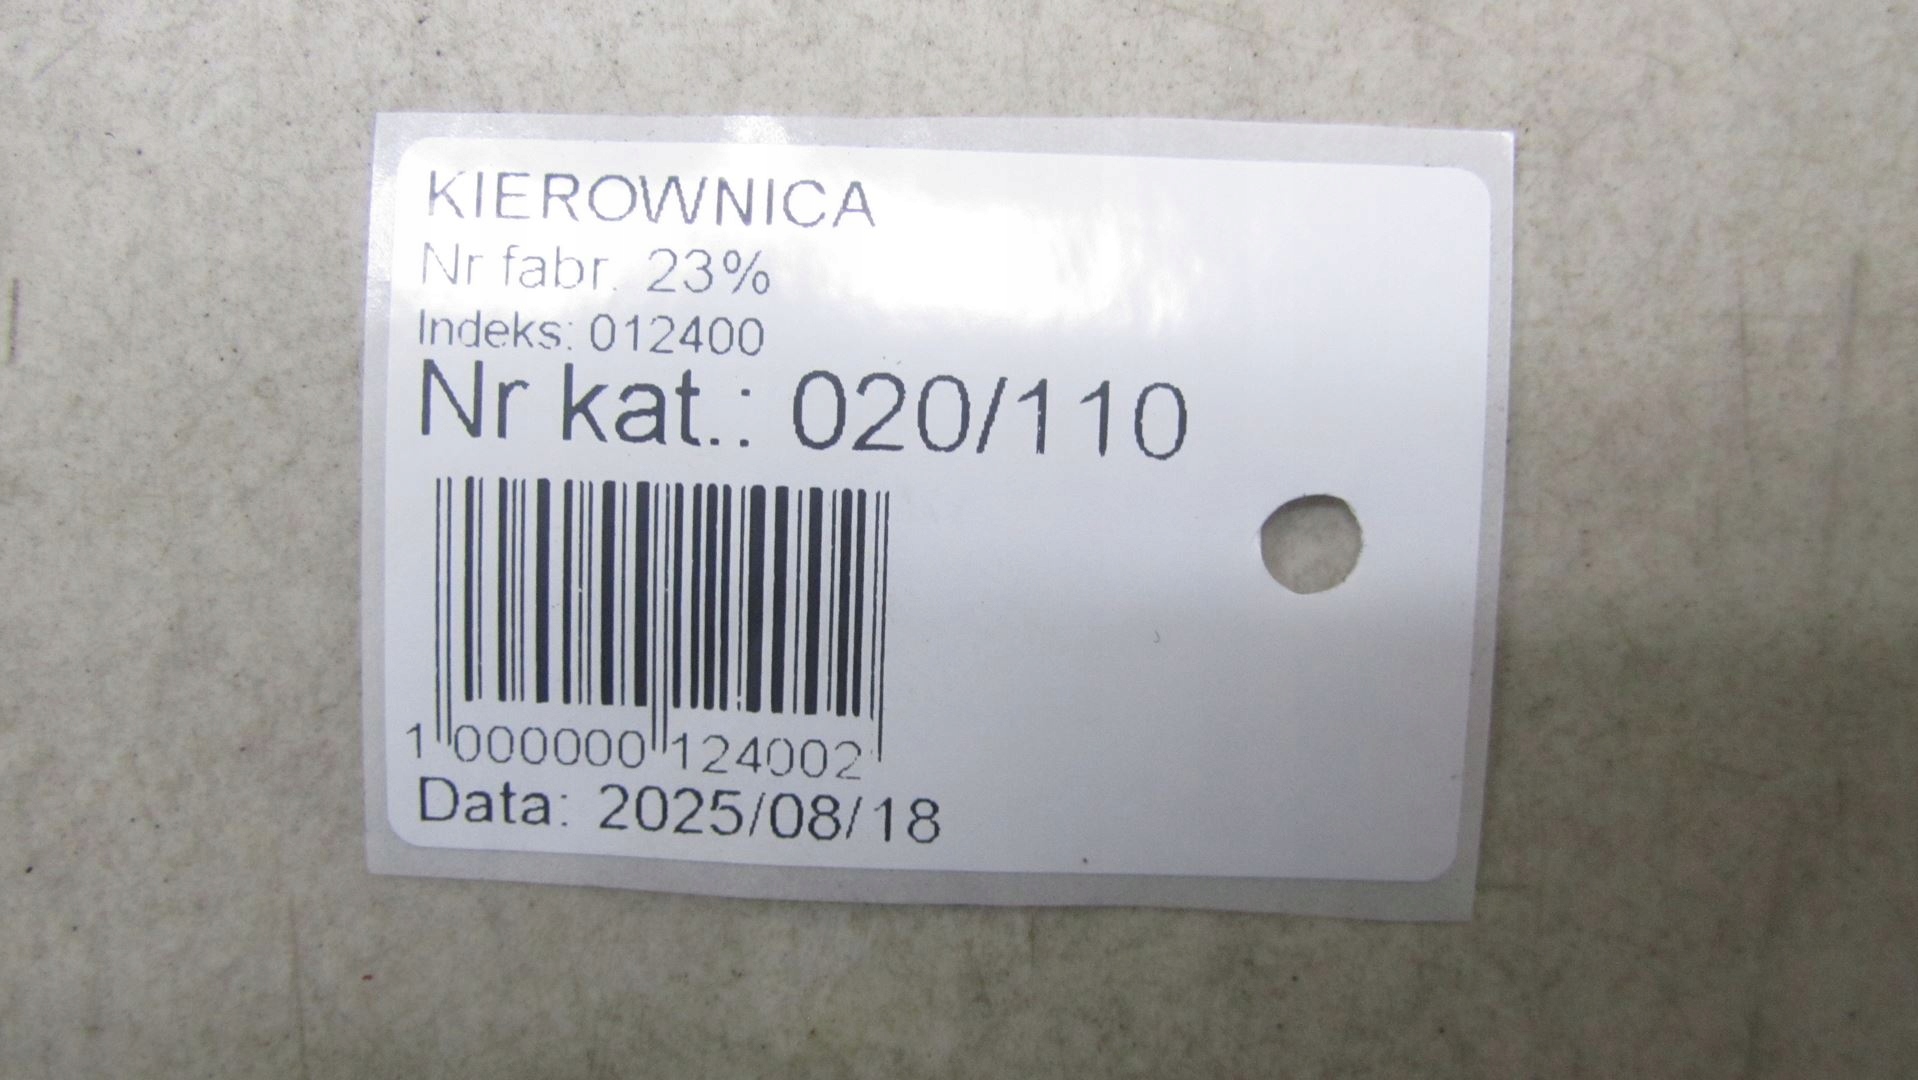 KIEROWNICA
Nr fabr. 23%
Indeks: 012400
Nr kat.: 020/110
1 000000 124002
Data: 2025/08/18